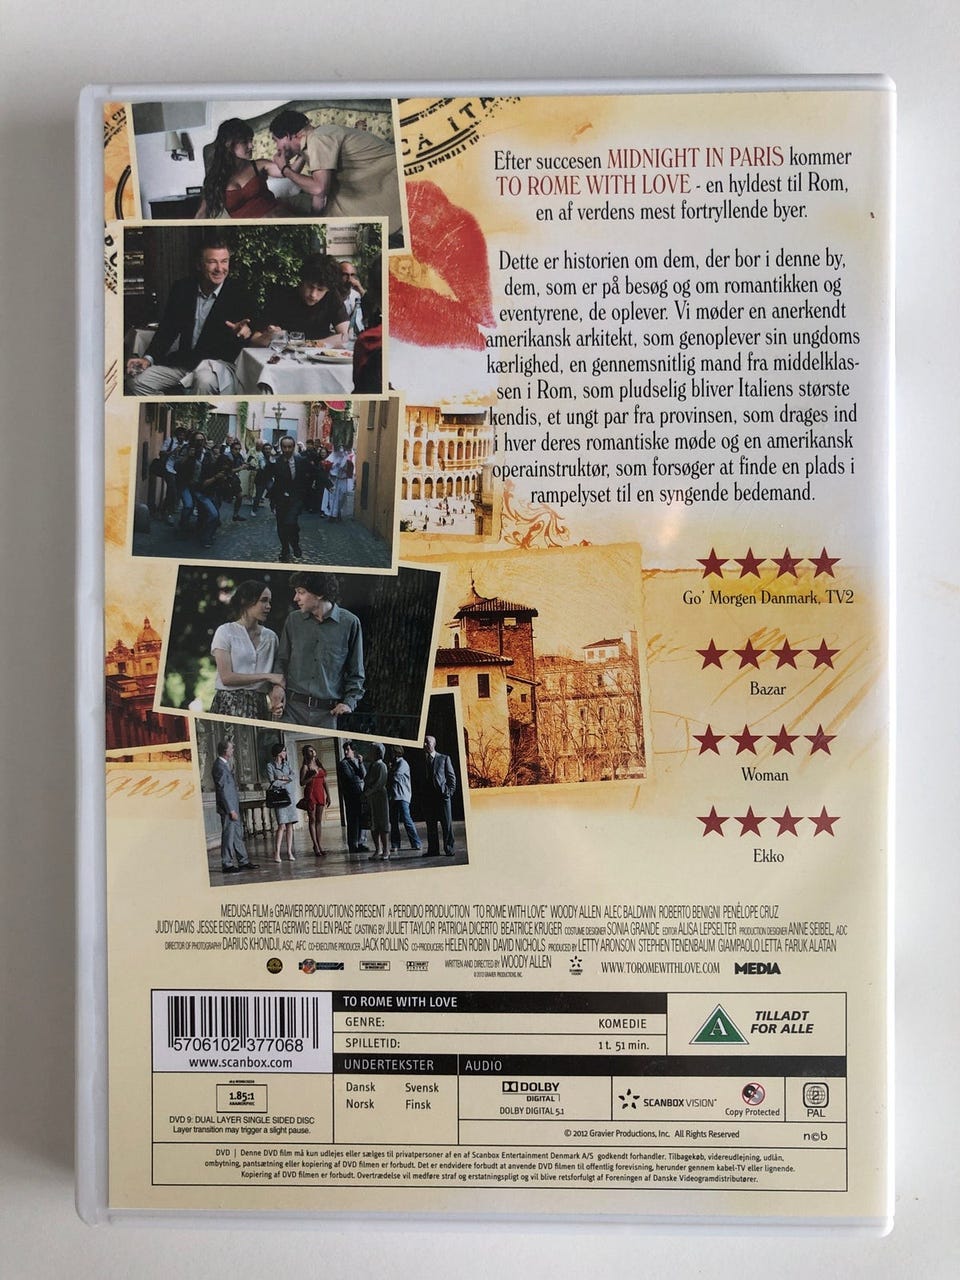 CA ITA
Efter succesen MIDNIGHT IN PARIS kommer
TO ROME WITH LOVE - en hyldest til Rom,
en af verdens mest fortryllende byer.
Dette er historien om dem, der bor i denne by,
dem, som er på besøg og om romantikken og
eventyrene, de oplever. Vi møder en anerkendt
amerikansk arkitekt, som genoplever sin ungdoms
kærlighed, en gennemsnitlig mand fra middelklas-
sen i Rom, som pludselig bliver Italiens største
kendis, et ungt par fra provinsen, som drages ind
i hver deres romantiske møde og en amerikansk
operainstruktør, som forsøger at finde en plads i
rampelyset til en syngende bedemand.
Go' Morgen Danmark, TV2
Bazar
Woman
Ekko
MEDUSA FILM & GRAVIER PRODUCTIONS PRESENT A PERDIDO PRODUCTION "TO ROME WITH LOVE" WOODY ALLEN ALEC BALDWIN ROBERTO BENIGNI PENÉLOPE CRUZ
JUDY DAVIS JESSE EISENBERG GRETA GERWIG ELLEN PAGE CASTING BY JULIET TAYLOR PATRICIA DICERTO BEATRICE KRUGER COSTUME DESIGNER SONIA GRANDE EDITOR ALISA LEPSELTER PRODUCTION DESIGNER ANNE SEIBEL, ADC
DIRECTOR OF PHOTOGRAPHY DARIUS KHONDJI, ASC, AFC CO-EXECUTIVE PRODUCER JACK ROLLINS CO-PRODUCERS HELEN ROBIN DAVID NICHOLS PRODUCED BY LETTY ARONSON STEPHEN TENENBAUM GIAMPAOLO LETTA FARUK ALATAN
WRITTEN AND DIRECTED BY WOODY ALLEN
© 2012 GRAVIER PRODUCTIONS, INC.
WWW.TOROMEWITHLOVE.COM MEDIA
5706102 377068
www.scanbox.com
TO ROME WITH LOVE
GENRE: KOMEDIE
SPILLETID: 1 t. 51 min.
A TILLADT
FOR ALLE
UNDERTEKSTER AUDIO
Dansk Svensk
Norsk Finsk
1.85:1
ANAMORPHIC
DVD 9: DUAL LAYER SINGLE SIDED DISC
Layer transition may trigger a slight pause.
DOLBY
DIGITAL
DOLBY DIGITAL 5.1
SCANBOX VISION
Copy Protected
2
PAL
© 2012 Gravier Productions, Inc. All Rights Reserved
n©b
DVD | Denne DVD film må kun udlejes eller sælges til privatpersoner af en af Scanbox Entertainment Denmark A/S godkendt forhandler. Tilbagekøb, videreudlejning, udlån,
ombytning, pantsætning eller kopiering af DVD filmen er forbudt. Det er endvidere forbudt at anvende DVD filmen til offentlig forevisning, herunder gennem kabel-TV eller lignende.
Kopiering af DVD filmen er forbudt. Overtrædelse vil medføre straf og erstatningspligt og vil blive retsforfulgt af Foreningen af Danske Videogramdistributører.